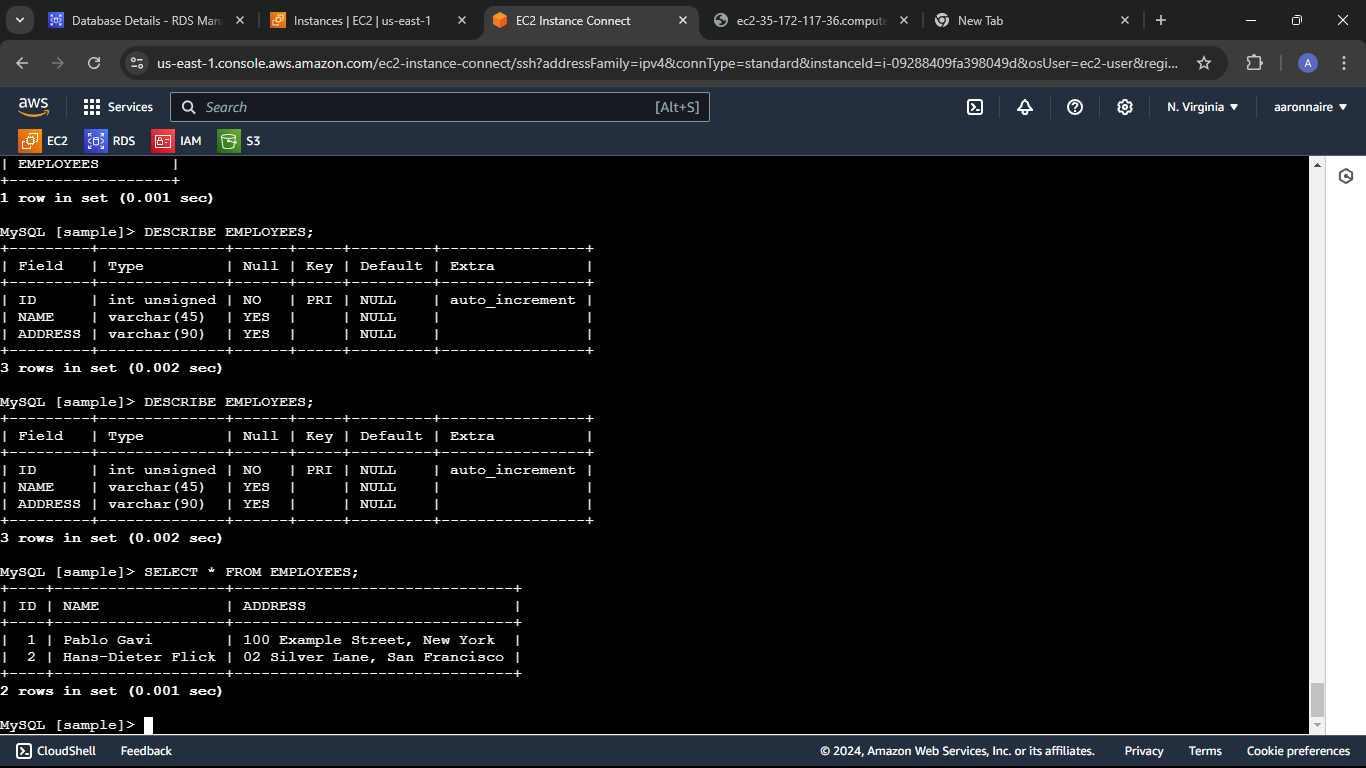 Database Details - RDS Man
Instances | EC2 | us-east-1
EC2 Instance Connect
ec2-35-172-117-36.compute
New Tab
us-east-1.console.aws.amazon.com/ec2-instance-connect/ssh?addressFamily=ipv4&connType=standard&instanceId=i-09288409fa398049d&osUser=ec2-user&regi...
A
aws
Services
Search
[Alt+S]
N. Virginia
aaronnaire
EC2
RDS
IAM
S3
| EMPLOYEES        |
+------------------+
1 row in set (0.001 sec)
MySQL [sample]> DESCRIBE EMPLOYEES;
+---------+--------------+------+-----+---------+----------------+
| Field   | Type         | Null | Key | Default | Extra          |
+---------+--------------+------+-----+---------+----------------+
| ID      | int unsigned | NO   | PRI | NULL    | auto_increment |
| NAME    | varchar(45)  | YES  |     | NULL    |                |
| ADDRESS | varchar(90)  | YES  |     | NULL    |                |
+---------+--------------+------+-----+---------+----------------+
3 rows in set (0.002 sec)
MySQL [sample]> DESCRIBE EMPLOYEES;
+---------+--------------+------+-----+---------+----------------+
| Field   | Type         | Null | Key | Default | Extra          |
+---------+--------------+------+-----+---------+----------------+
| ID      | int unsigned | NO   | PRI | NULL    | auto_increment |
| NAME    | varchar(45)  | YES  |     | NULL    |                |
| ADDRESS | varchar(90)  | YES  |     | NULL    |                |
+---------+--------------+------+-----+---------+----------------+
3 rows in set (0.002 sec)
MySQL [sample]> SELECT * FROM EMPLOYEES;
+----+-------------------+-------------------------------+
| ID | NAME              | ADDRESS                       |
+----+-------------------+-------------------------------+
|  1 | Pablo Gavi        | 100 Example Street, New York  |
|  2 | Hans-Dieter Flick | 02 Silver Lane, San Francisco |
+----+-------------------+-------------------------------+
2 rows in set (0.001 sec)
MySQL [sample]>
CloudShell
Feedback
© 2024, Amazon Web Services, Inc. or its affiliates.
Privacy
Terms
Cookie preferences